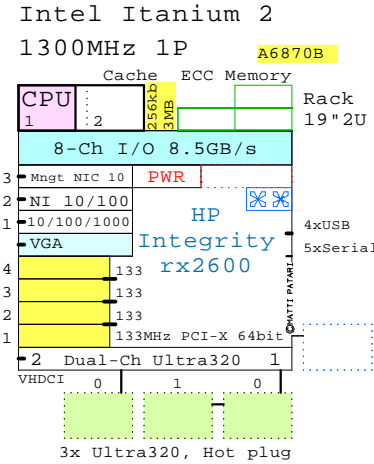 Intel Itanium 2
1300MHz 1P
A6870B
Cache ECC Memory
CPU
1
2
256kb
3MB
Rack
19"2U
8-Ch I/O 8.5GB/s
3 Mngt NIC 10 PWR
2 NI 10/100
1 10/100/1000
VGA
HP
Integrity
rx2600
4xUSB
5xSerial
4 133
3 133
2 133
1 133MHz PCI-X 64bit
©MATTI PATARI
2 Dual-Ch Ultra320 1
VHDCI
0 1 0
3x Ultra320, Hot plug